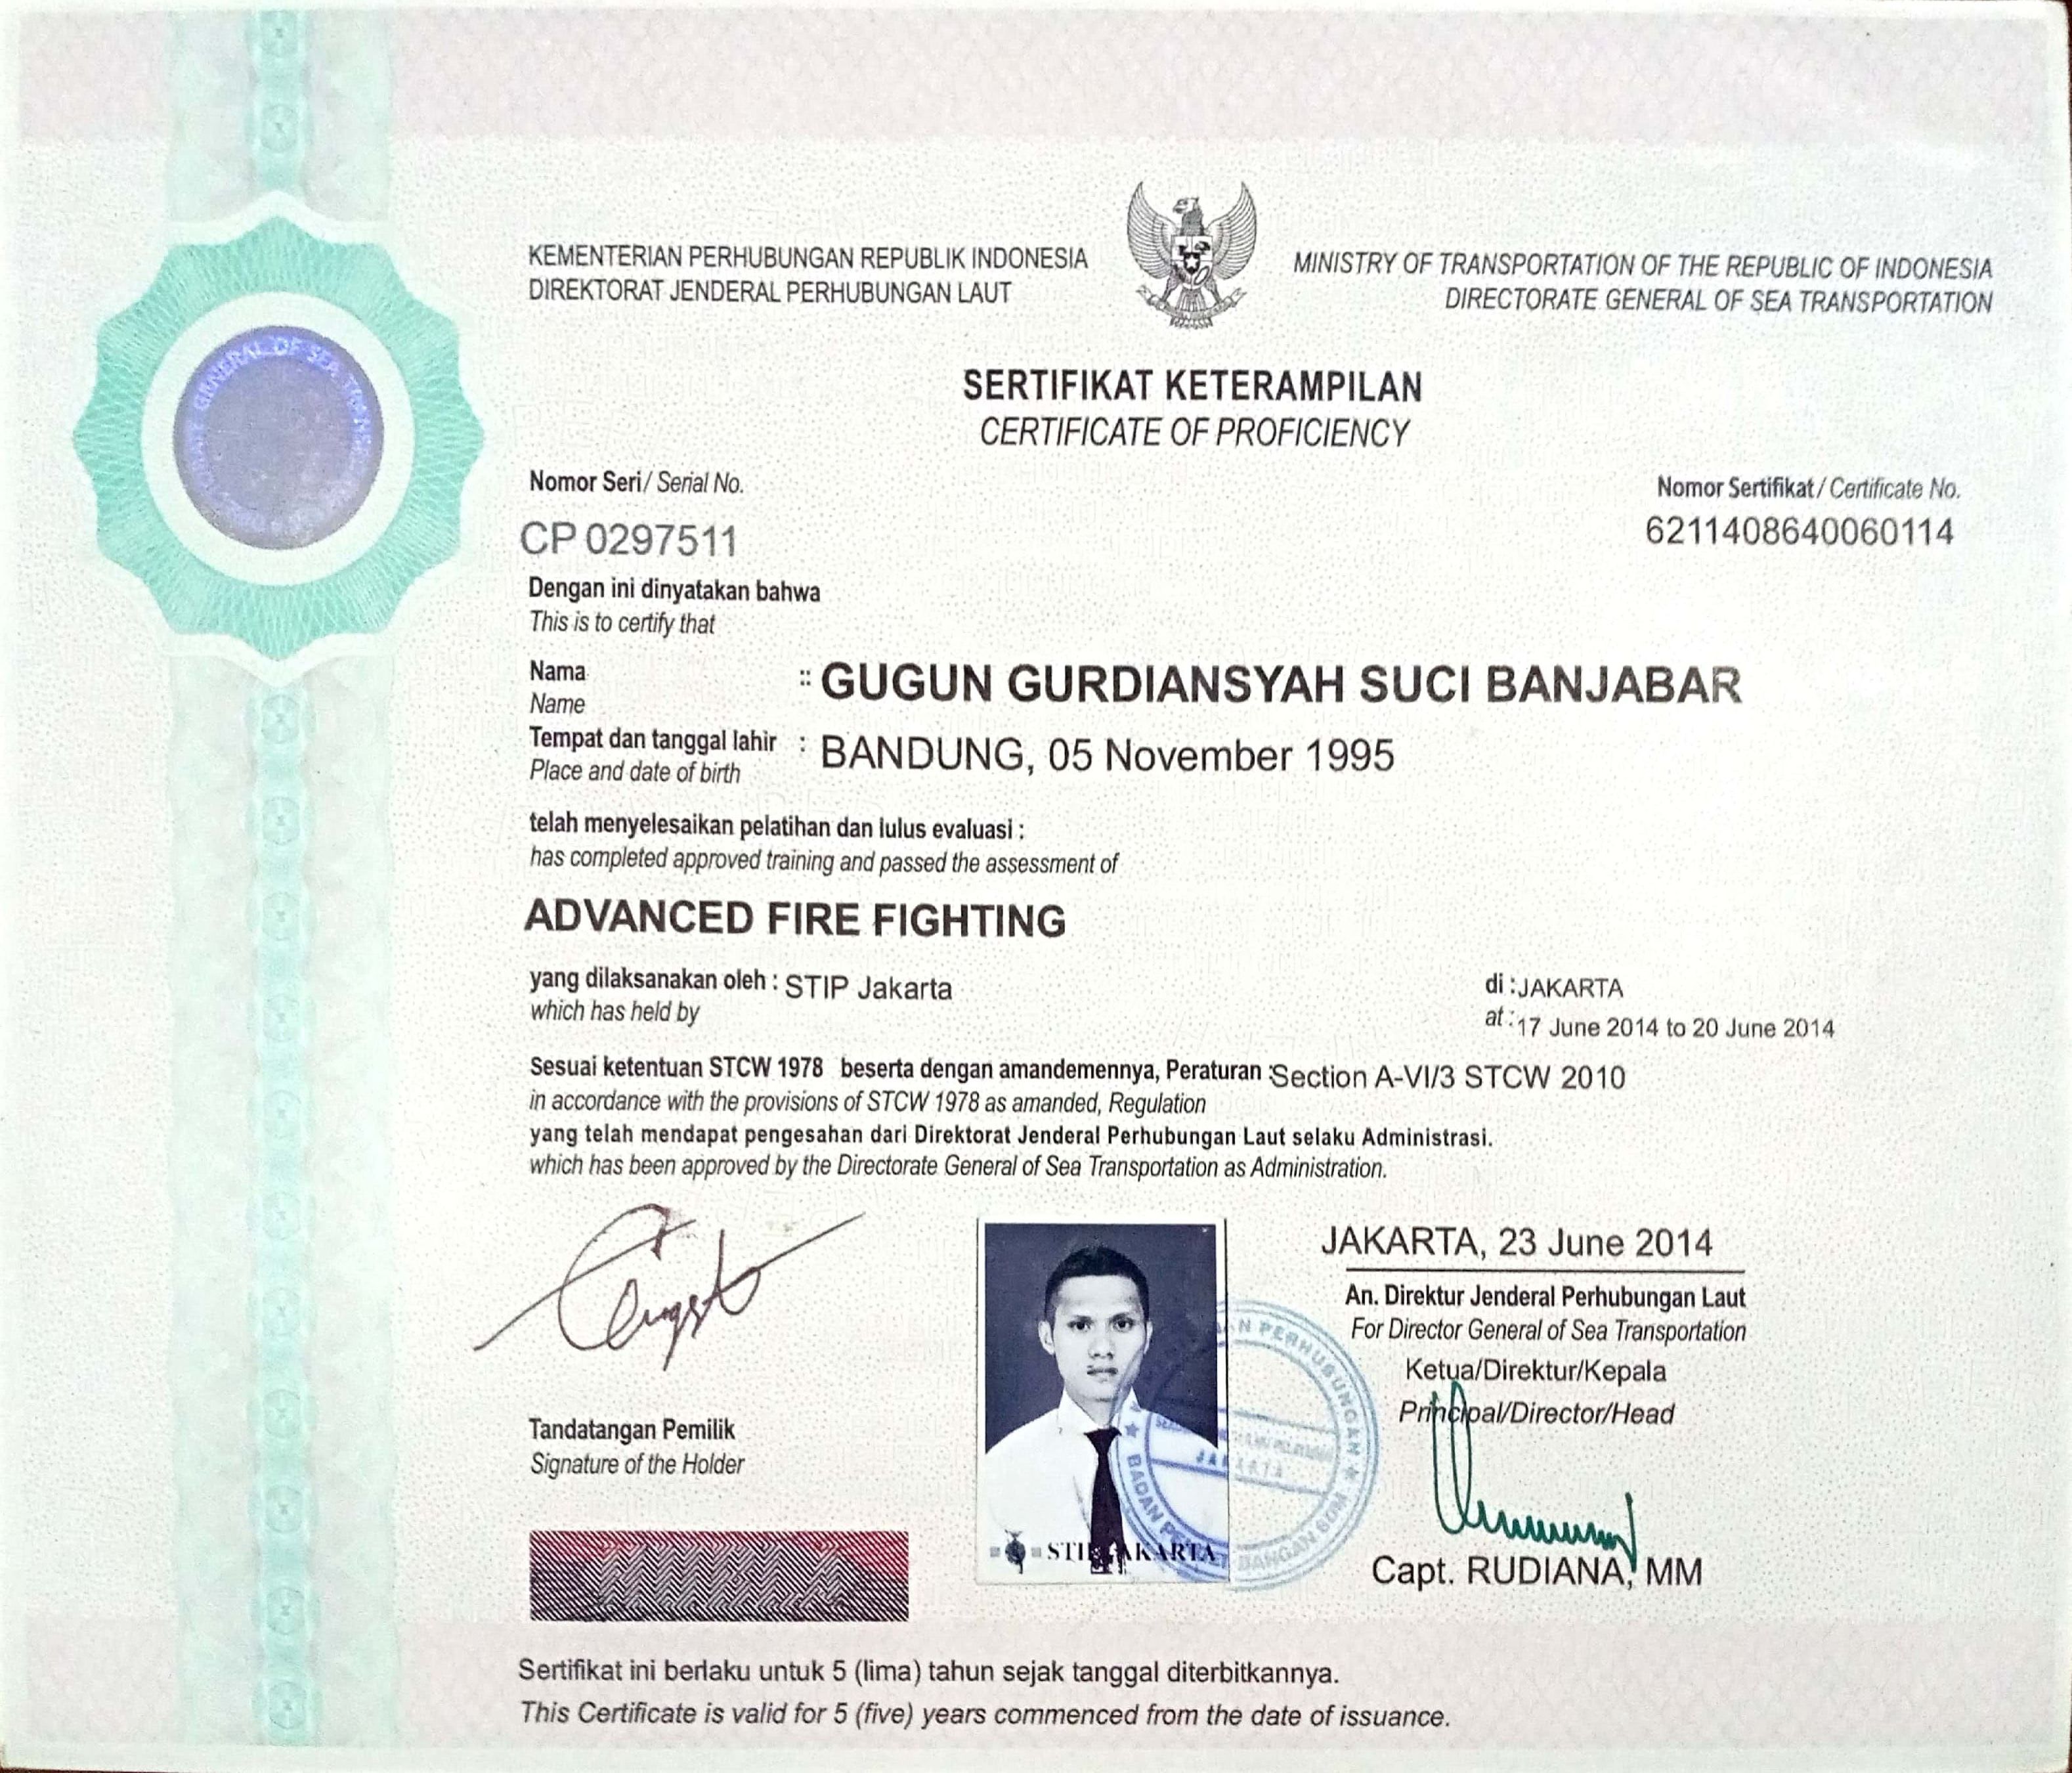 KEMENTERIAN PERHUBUNGAN REPUBLIK INDONESIA
DIREKTORAT JENDERAL PERHUBUNGAN LAUT
MINISTRY OF TRANSPORTATION OF THE REPUBLIC OF INDONESIA
DIRECTORATE GENERAL OF SEA TRANSPORTATION
GENERAL OF SEA
SERTIFIKAT KETERAMPILAN
CERTIFICATE OF PROFICIENCY
Nomor Seri/ Serial No.
CP 0297511
Nomor Sertifikat / Certificate No.
6211408640060114
Dengan ini dinyatakan bahwa
This is to certify that
Nama :: GUGUN GURDIANSYAH SUCI BANJABAR
Name
Tempat dan tanggal lahir : BANDUNG, 05 November 1995
Place and date of birth
telah menyelesaikan pelatihan dan lulus evaluasi :
has completed approved training and passed the assessment of
ADVANCED FIRE FIGHTING
yang dilaksanakan oleh : STIP Jakarta
which has held by
di : JAKARTA
at : 17 June 2014 to 20 June 2014
Sesuai ketentuan STCW 1978 beserta dengan amandemennya, Peraturan :Section A-VI/3 STCW 2010
in accordance with the provisions of STCW 1978 as amanded, Regulation
yang telah mendapat pengesahan dari Direktorat Jenderal Perhubungan Laut selaku Administrasi.
which has been approved by the Directorate General of Sea Transportation as Administration.
Tandatangan Pemilik
Signature of the Holder
PERHUBUNGAN
BADAN
JAKARTA
STIP JAKARTA
JAKARTA, 23 June 2014
An. Direktur Jenderal Perhubungan Laut
For Director General of Sea Transportation
Ketua/Direktur/Kepala
Principal/Director/Head
Capt. RUDIANA, MM
Sertifikat ini berlaku untuk 5 (lima) tahun sejak tanggal diterbitkannya.
This Certificate is valid for 5 (five) years commenced from the date of issuance.